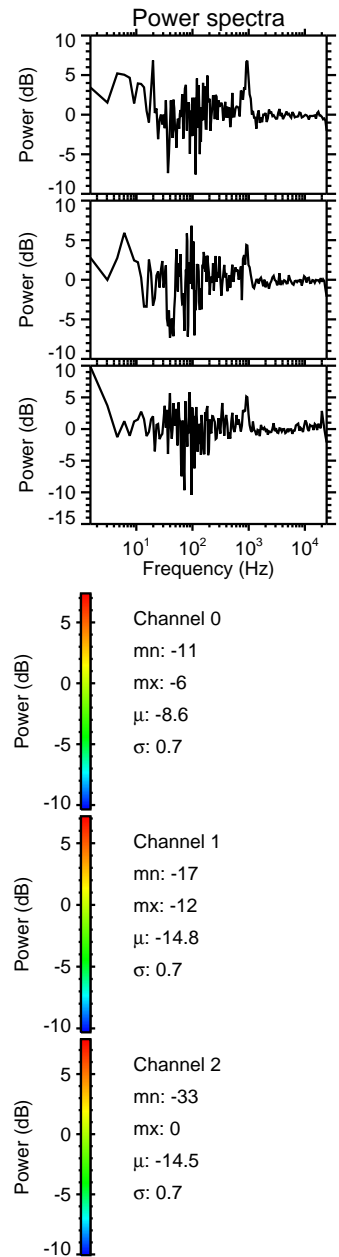 Power spectra
10
5
0
-5
-10
Power (dB)
10
5
0
-5
-10
Power (dB)
10
5
0
-5
-10
-15
Power (dB)
10¹ 10² 10³ 10⁴
Frequency (Hz)
5
0
-5
-10
Power (dB)
Channel 0
mn: -11
mx: -6
μ: -8.6
σ: 0.7
5
0
-5
-10
Power (dB)
Channel 1
mn: -17
mx: -12
μ: -14.8
σ: 0.7
5
0
-5
-10
Power (dB)
Channel 2
mn: -33
mx: 0
μ: -14.5
σ: 0.7